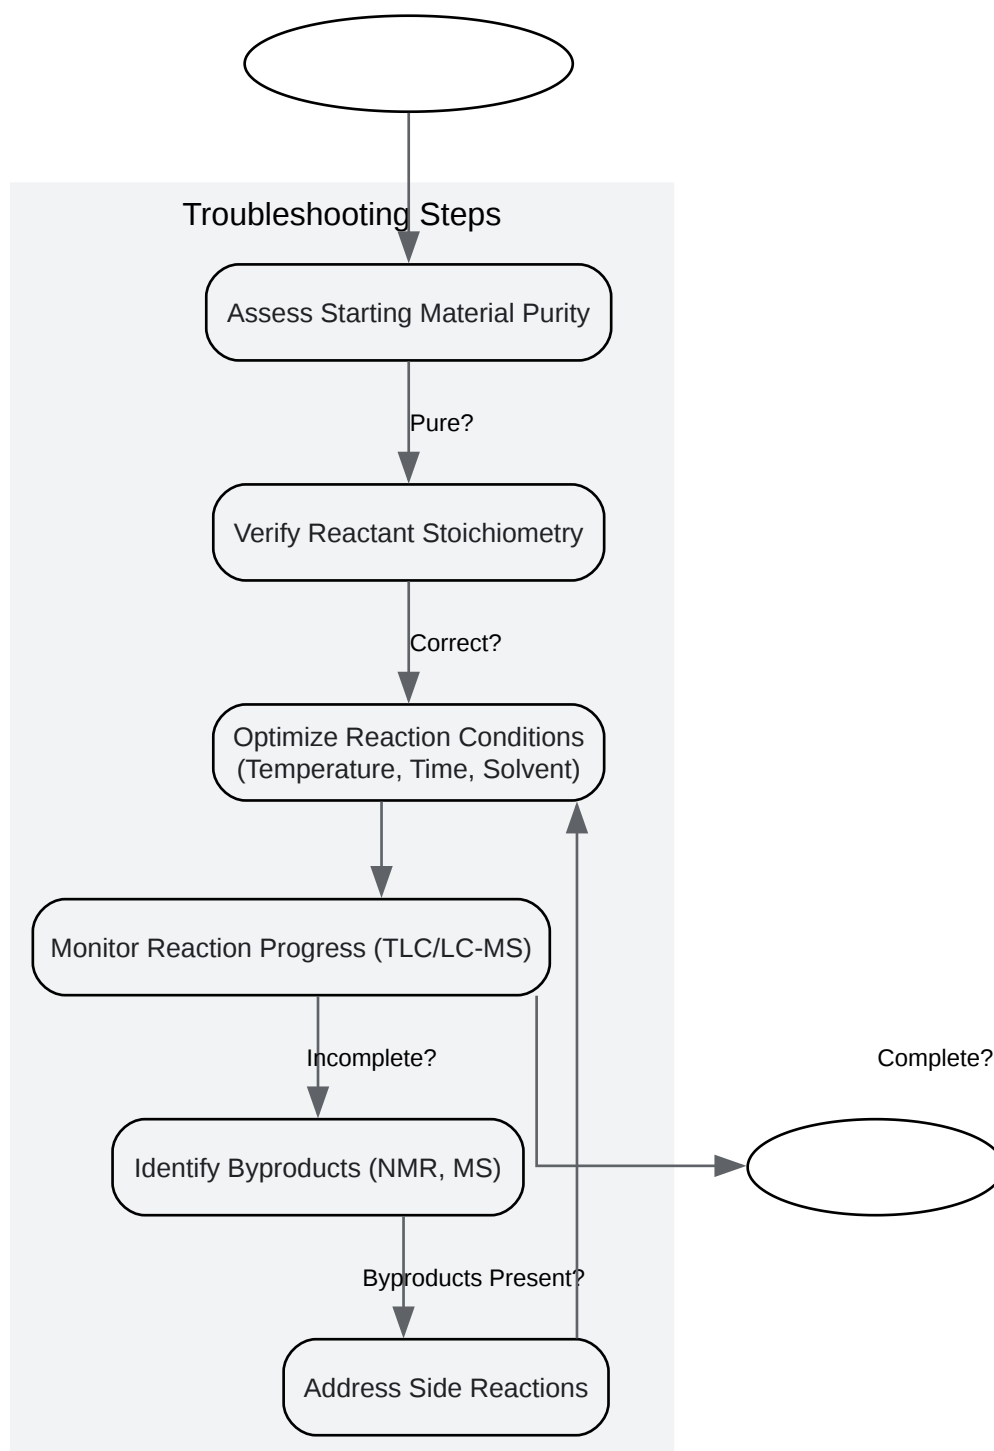 Troubleshooting Steps
Assess Starting Material Purity
Pure?
Verify Reactant Stoichiometry
Correct?
Optimize Reaction Conditions
(Temperature, Time, Solvent)
Monitor Reaction Progress (TLC/LC-MS)
Incomplete?
Complete?
Identify Byproducts (NMR, MS)
Byproducts Present?
Address Side Reactions